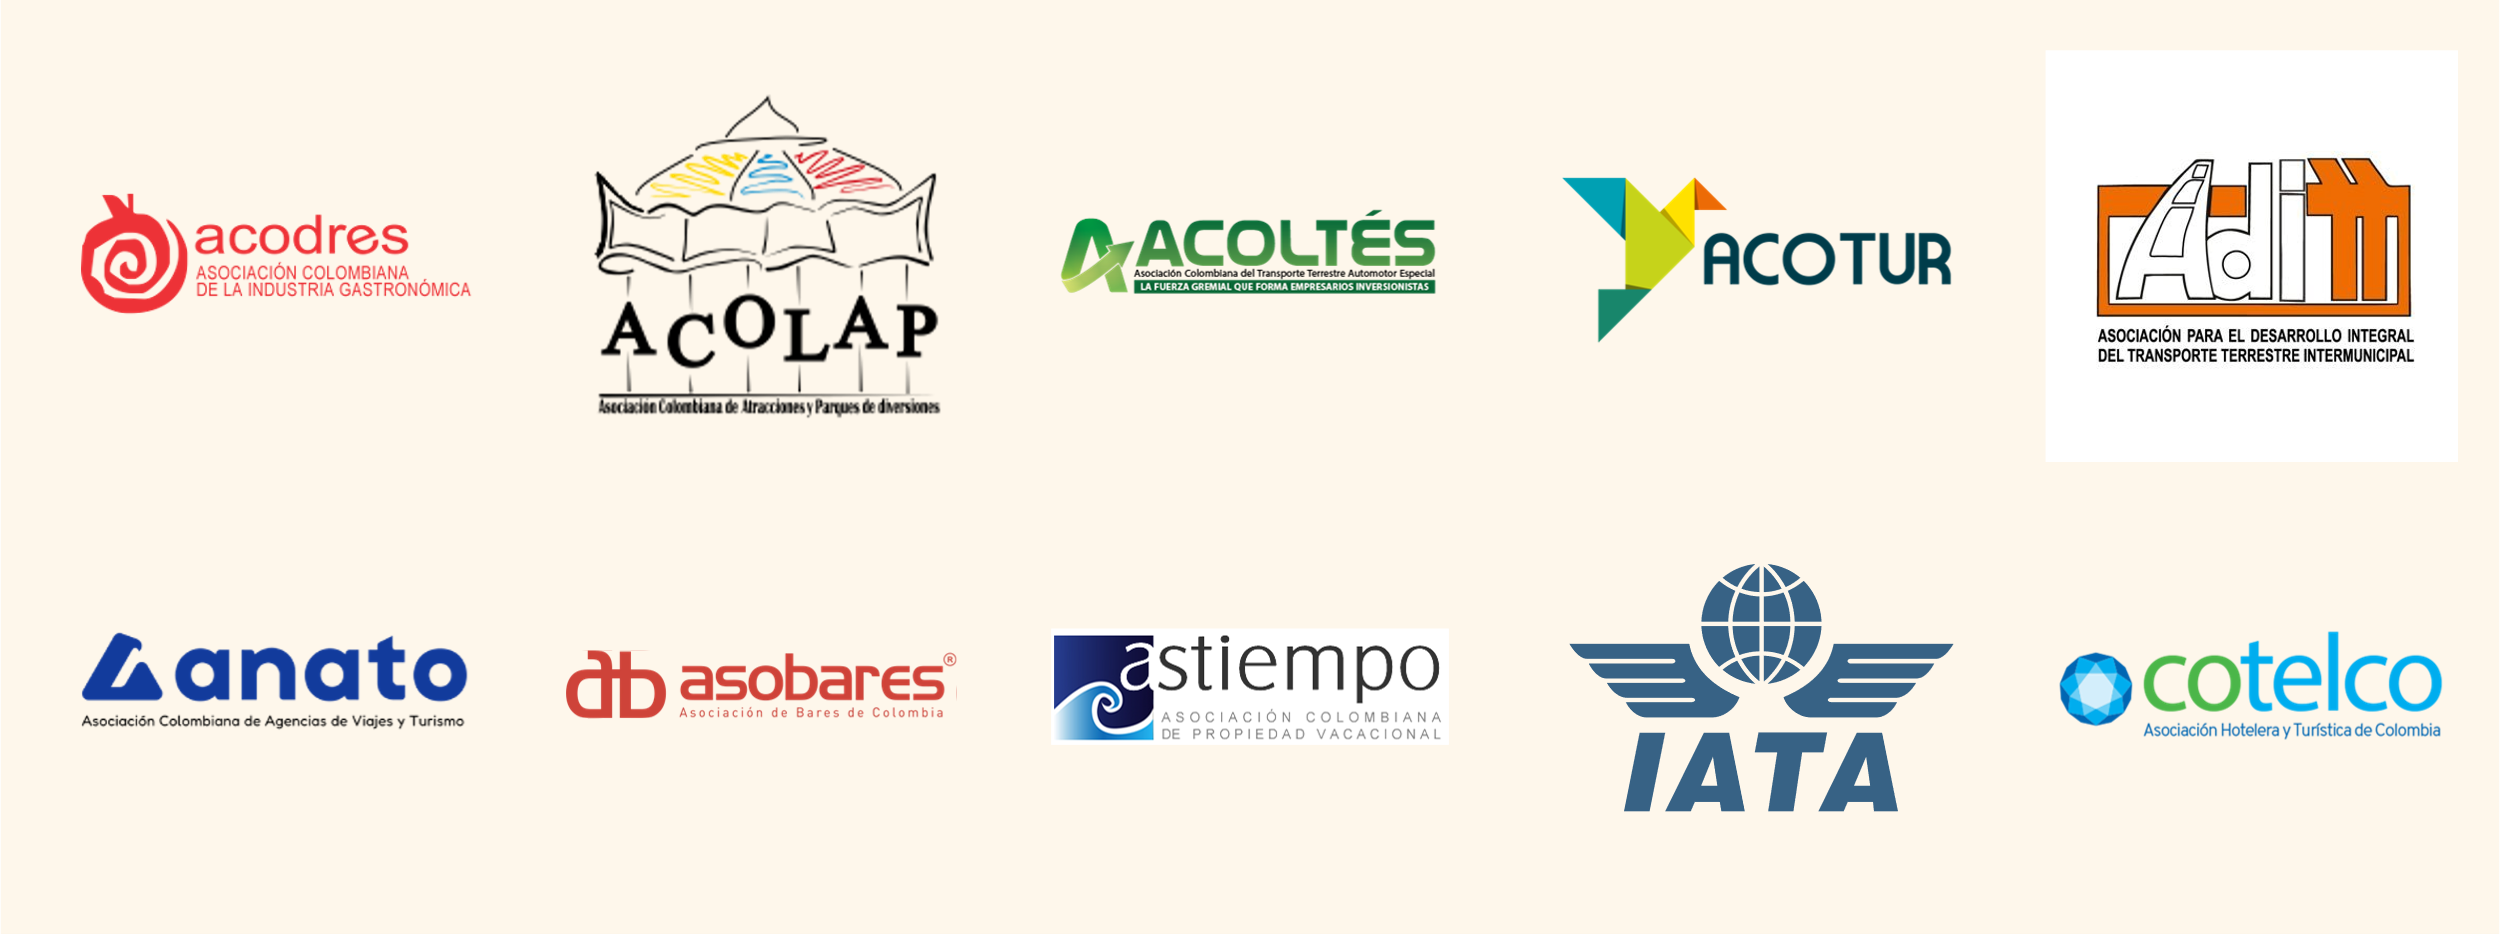 acodres
ASOCIACIÓN COLOMBIANA
DE LA INDUSTRIA GASTRONÓMICA
ACOLAP
Asociación Colombiana de Atracciones y Parques de diversiones
ACOLTÉS
Asociación Colombiana del Transporte Terrestre Automotor Especial
LA FUERZA GREMIAL QUE FORMA EMPRESARIOS INVERSIONISTAS
ACOTUR
Aditt
ASOCIACIÓN PARA EL DESARROLLO INTEGRAL
DEL TRANSPORTE TERRESTRE INTERMUNICIPAL
anato
Asociación Colombiana de Agencias de Viajes y Turismo
ab asobares®
Asociación de Bares de Colombia
astiempo
ASOCIACIÓN COLOMBIANA
DE PROPIEDAD VACACIONAL
IATA
cotelco
Asociación Hotelera y Turística de Colombia